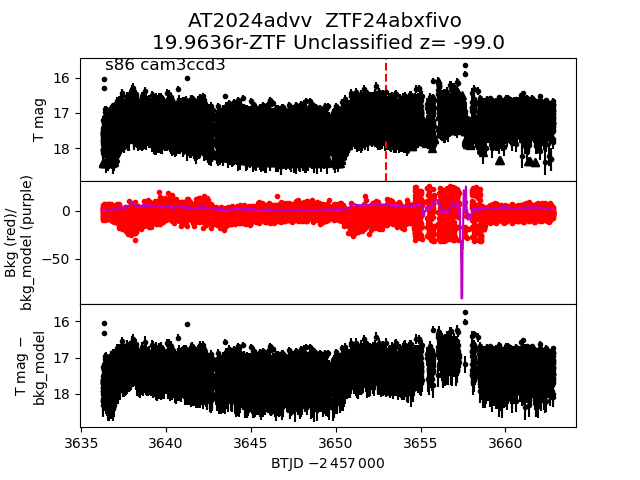 AT2024advv  ZTF24abxfivo
19.9636r-ZTF Unclassified z= -99.0
s86 cam3ccd3
16
17
18
T mag
0
−50
Bkg (red)/
bkg_model (purple)
16
17
18
T mag −
bkg_model
3635 3640 3645 3650 3655 3660
BTJD −2 457 000